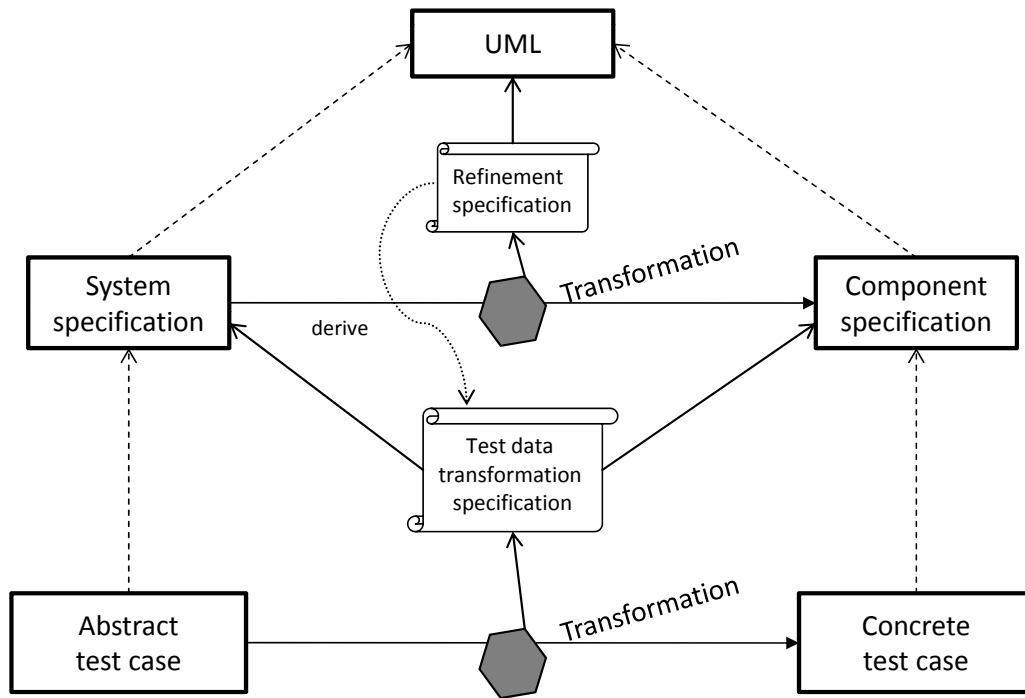 UML
Refinement
specification
System
specification
Transformation
Component
specification
derive
Test data
transformation
specification
Abstract
test case
Transformation
Concrete
test case